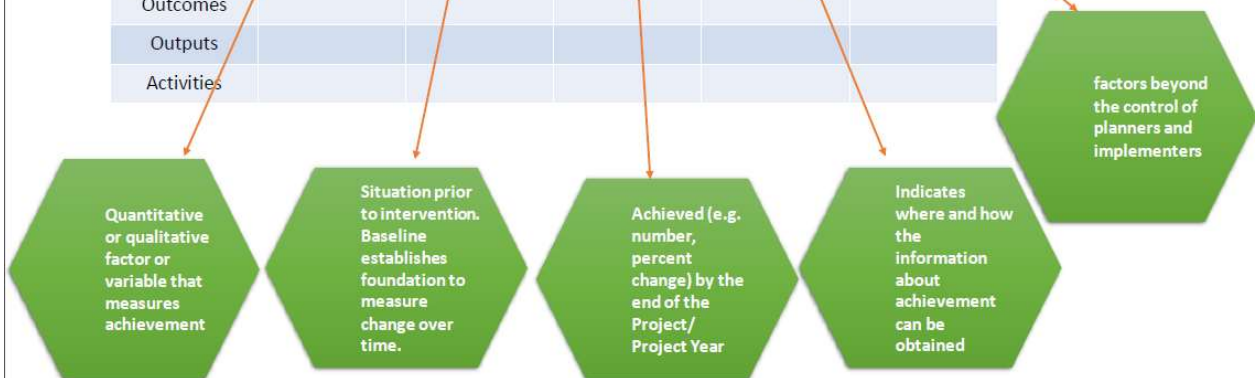 Outcomes
Outputs
Activities
factors beyond
the control of
planners and
implementers
Quantitative
or qualitative
factor or
variable that
measures
achievement
Situation prior
to intervention.
Baseline
establishes
foundation to
measure
change over
time.
Achieved (e.g.
number,
percent
change) by the
end of the
Project/
Project Year
Indicates
where and how
the
information
about
achievement
can be
obtained